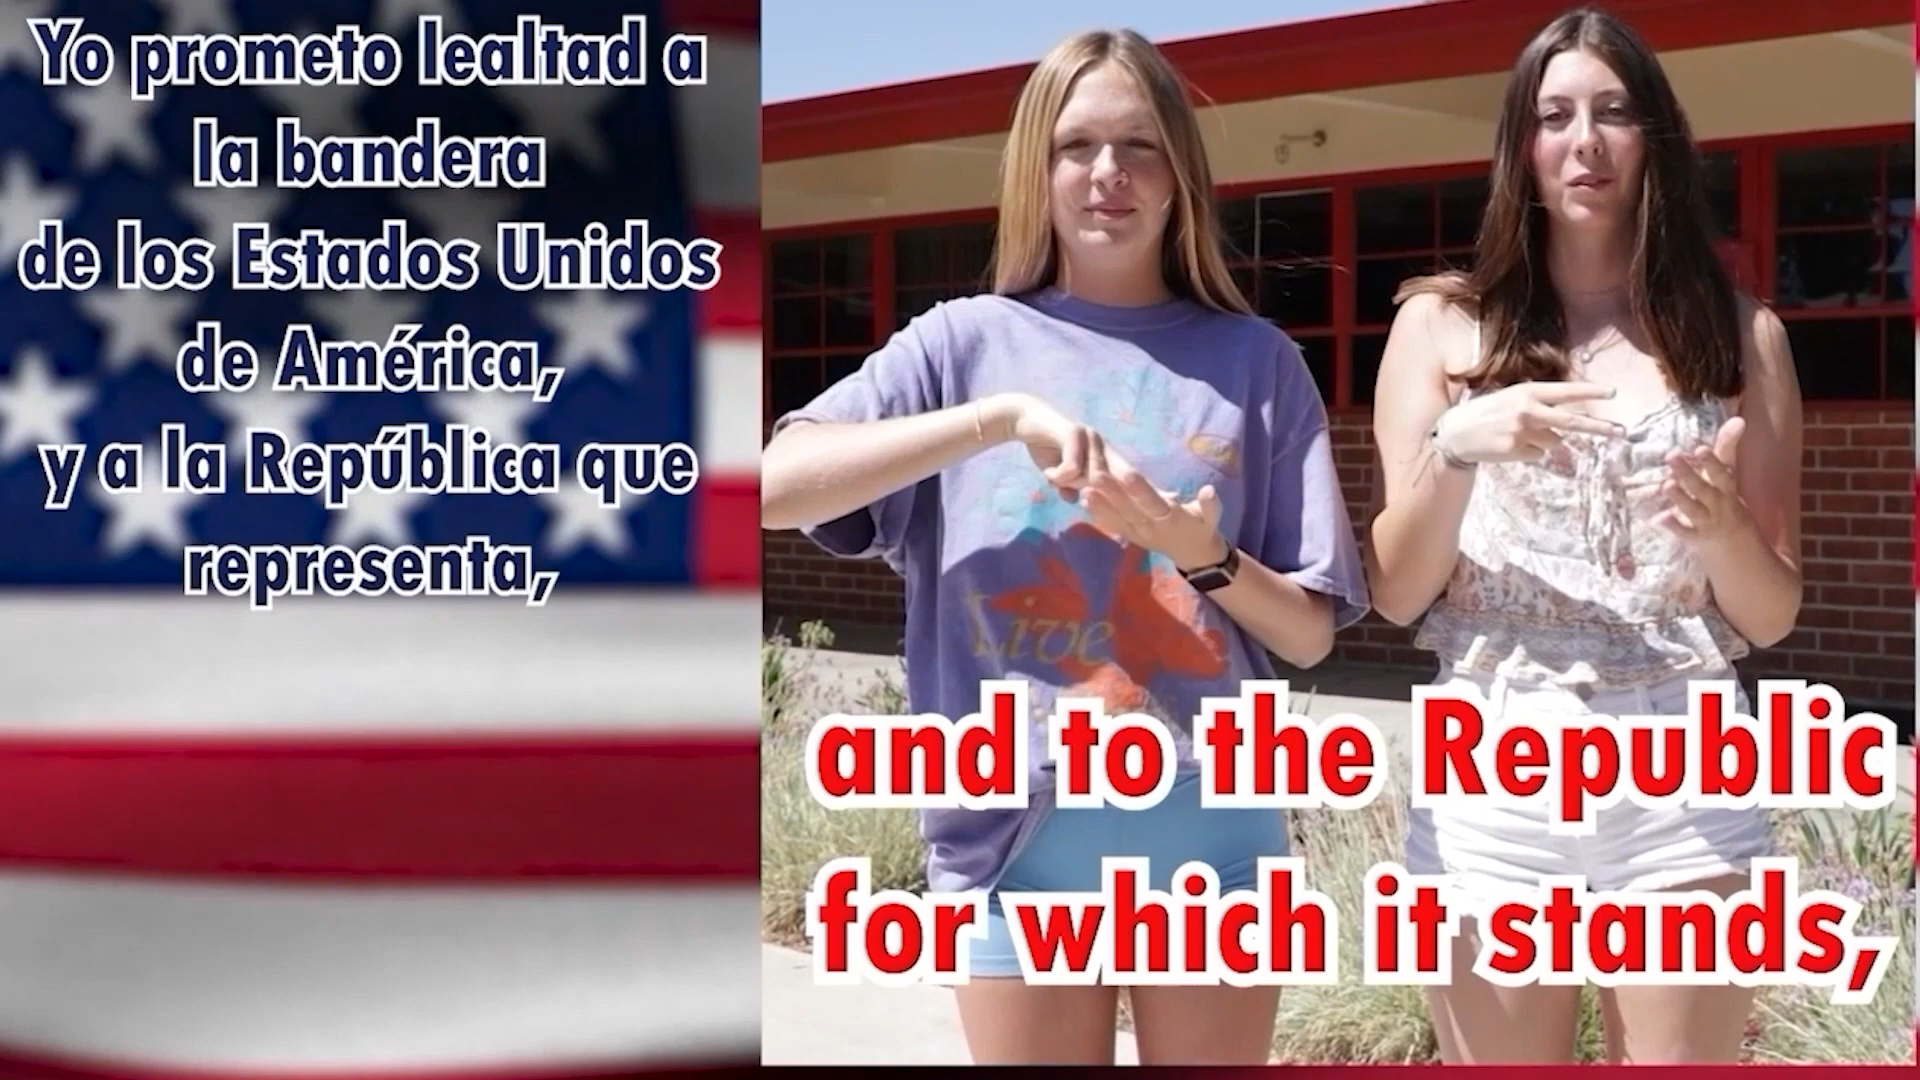 Yo prometo lealtad a
la bandera
de los Estados Unidos
de América,
y a la República que
representa,
Live
and to the Republic
for which it stands,